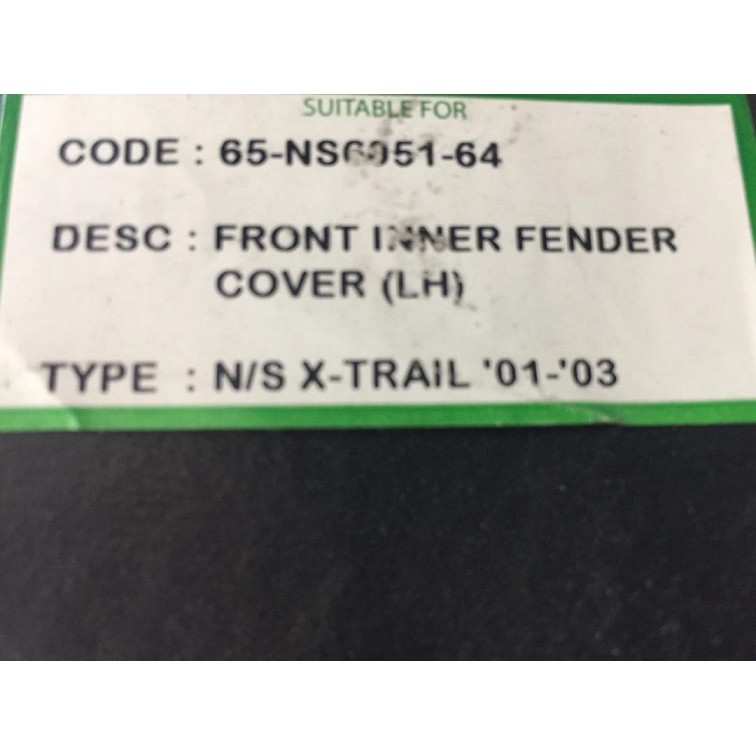 SUITABLE FOR
CODE : 65-NS6051-64
DESC : FRONT INNER FENDER
COVER (LH)
TYPE : N/S X-TRAIL '01-'03